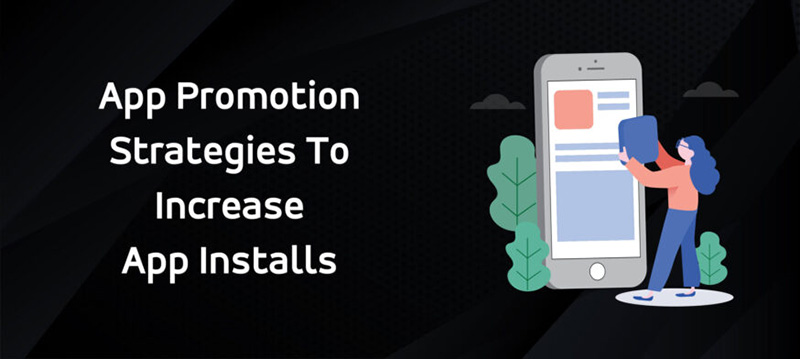 App Promotion
Strategies To
Increase
App Installs